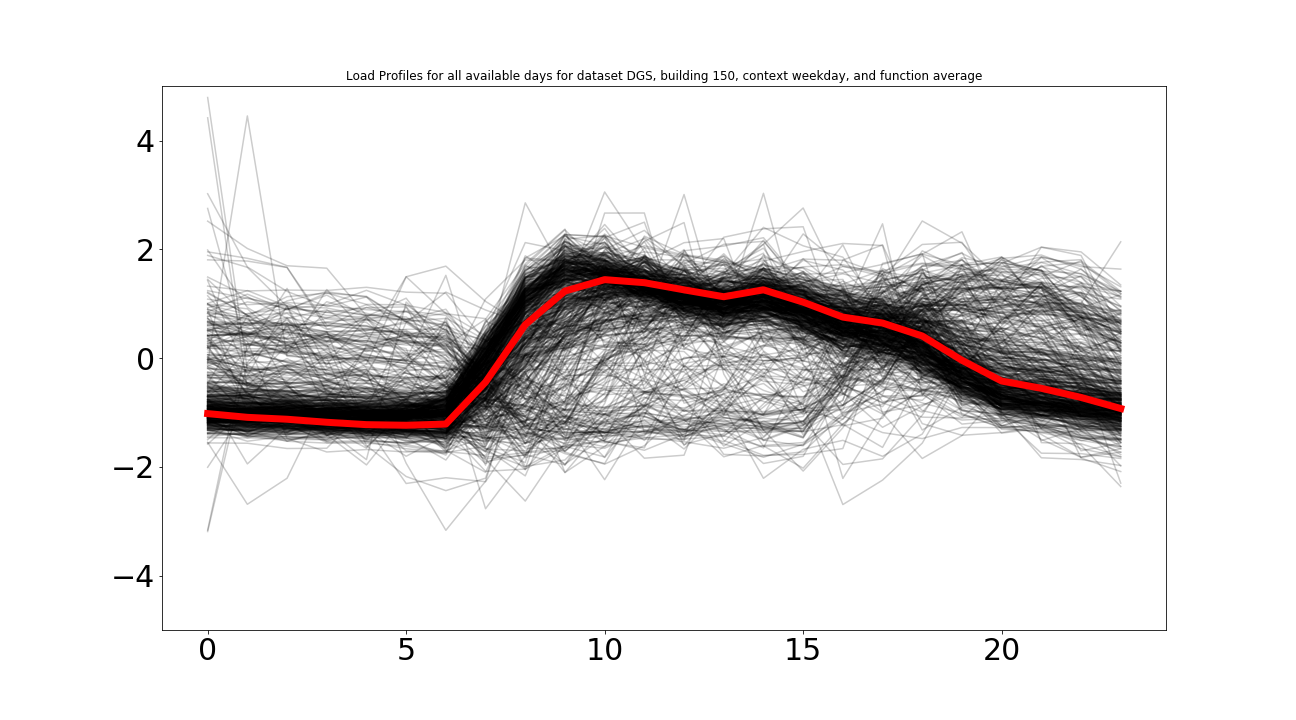 Load Profiles for all available days for dataset DGS, building 150, context weekday, and function average
4
2
0
−2
−4
0 5 10 15 20